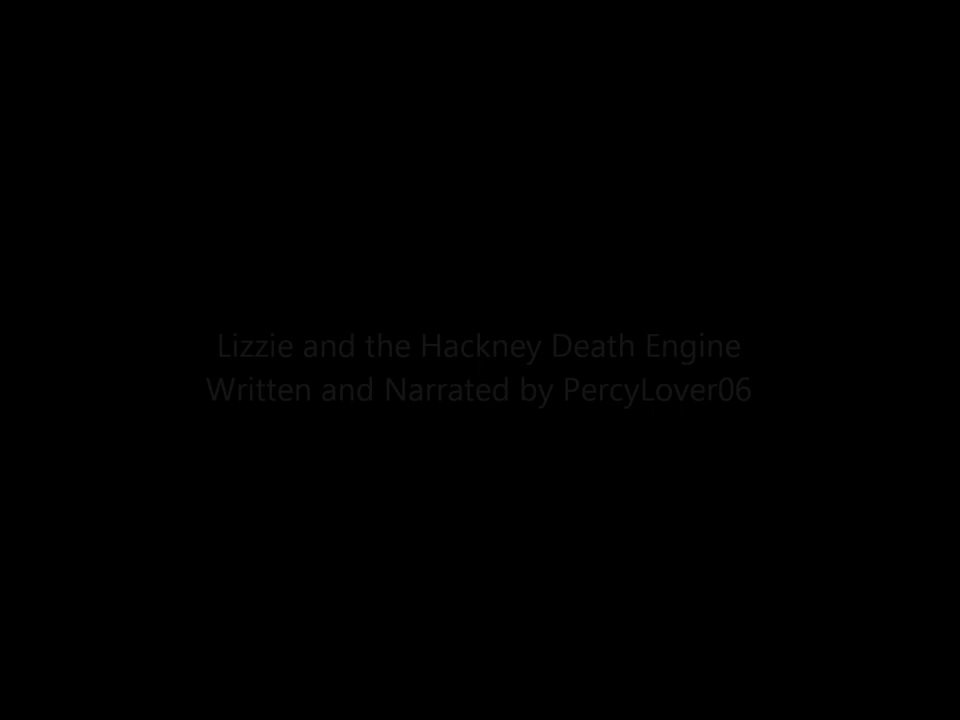 Lizzie and the Hackney Death Engine
Written and Narrated by PercyLover06